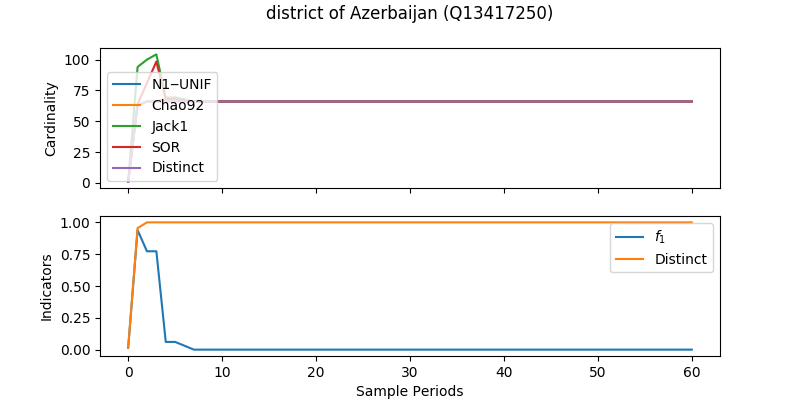 district of Azerbaijan (Q13417250)
100
75
50
25
0
Cardinality
N1‒UNIF
Chao92
Jack1
SOR
Distinct
1.00
0.75
0.50
0.25
0.00
Indicators
f₁
Distinct
0 10 20 30 40 50 60
Sample Periods